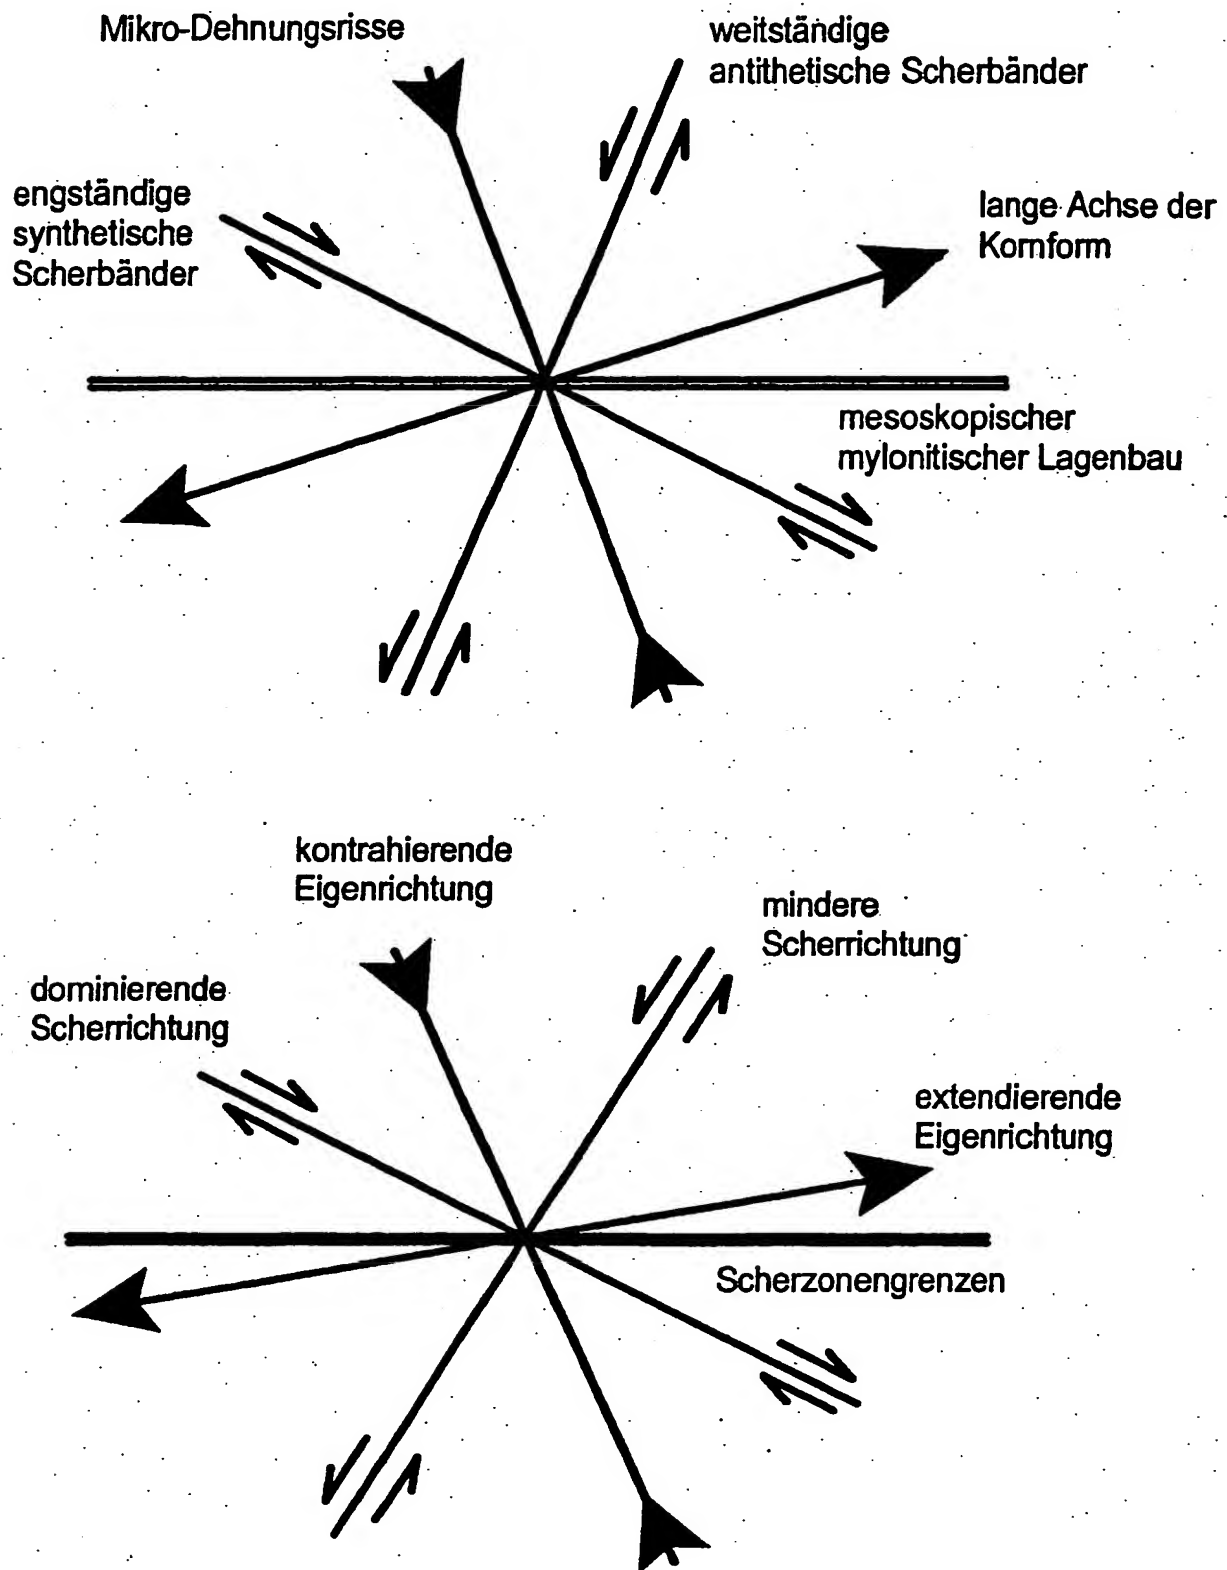 Mikro-Dehnungsrisse
weitständige
antithetische Scherbänder
engständige
synthetische
Scherbänder
lange Achse der
Kornform
mesoskopischer
mylonitischer Lagenbau
kontrahierende
Eigenrichtung
mindere
Scherrichtung
dominierende
Scherrichtung
extendierende
Eigenrichtung
Scherzonengrenzen